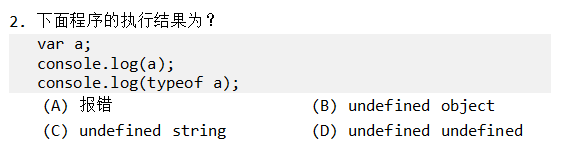 2. 下面程序的执行结果为?
var a;
console.log(a);
console.log(typeof a);
(A) 报错 (B) undefined object
(C) undefined string (D) undefined undefined